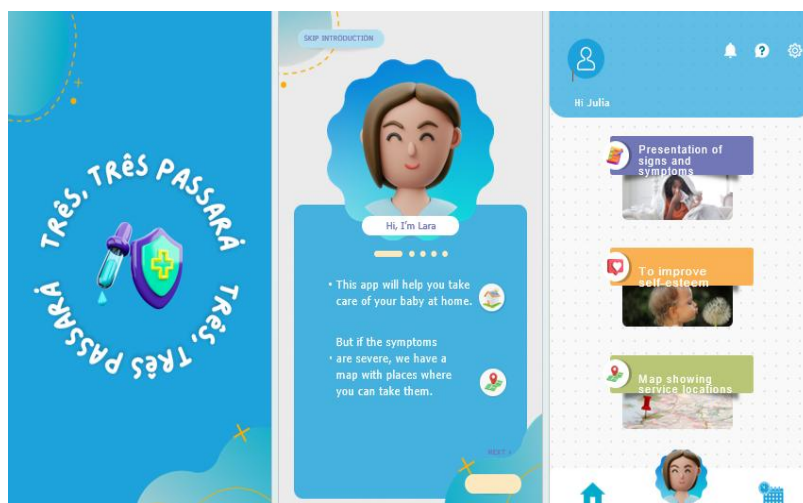 TRÊS, TRÊS PASSARÁ
TRÊS, TRÊS PASSARÁ
SKIP INTRODUCTION
Hi, I'm Lara
• This app will help you take
care of your baby at home.
But if the symptoms
• are severe, we have a
map with places where
you can take them.
NEXT >
Hi Julia
Presentation of
signs and
symptoms
To improve
self-esteem
Map showing
service locations